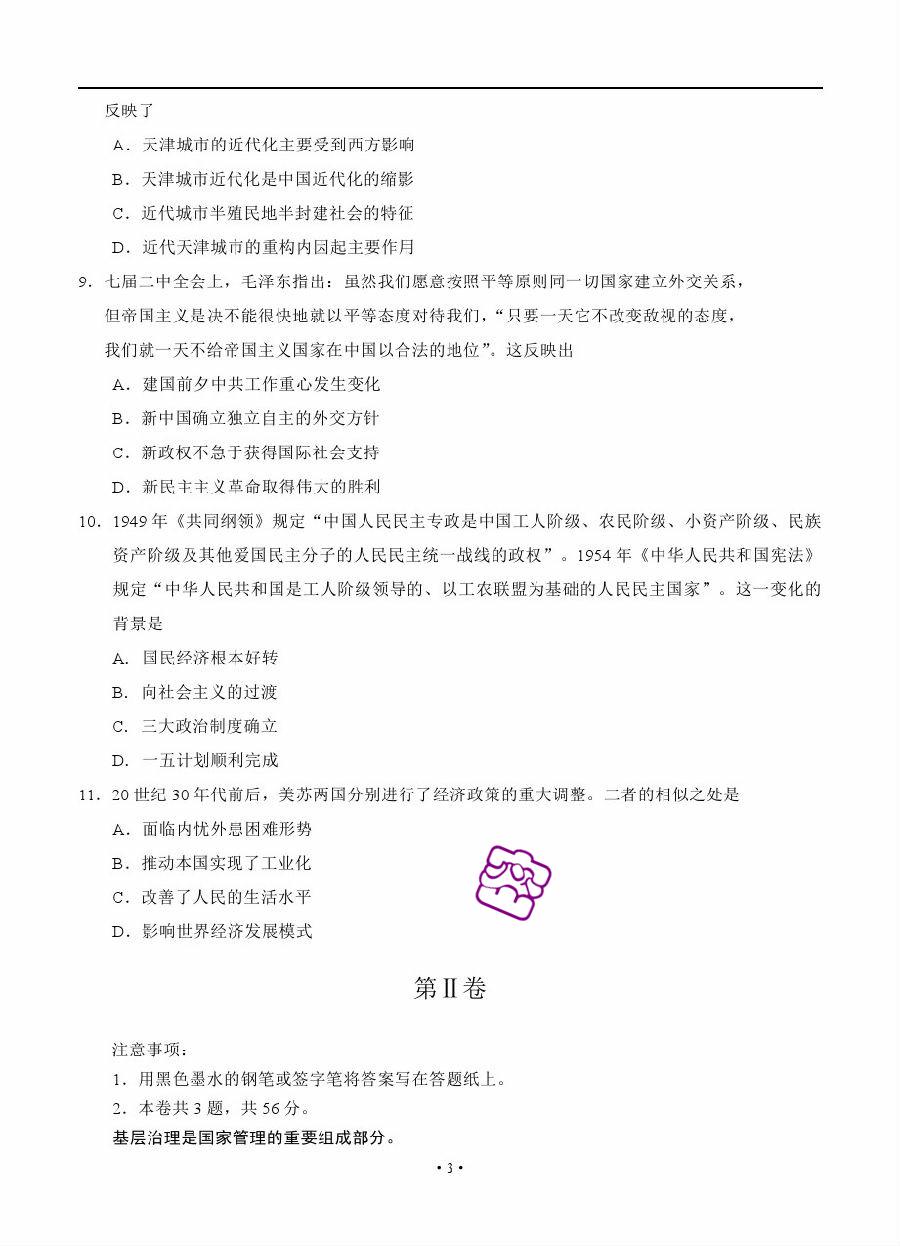 反映了
A．天津城市的近代化主要受到西方影响
B．天津城市近代化是中国近代化的缩影
C．近代城市半殖民地半封建社会的特征
D．近代天津城市的重构内因起主要作用
9．七届二中全会上，毛泽东指出：虽然我们愿意按照平等原则同一切国家建立外交关系，
但帝国主义是决不能很快地就以平等态度对待我们，“只要一天它不改变敌视的态度，
我们就一天不给帝国主义国家在中国以合法的地位”。这反映出
A．建国前夕中共工作重心发生变化
B．新中国确立独立自主的外交方针
C．新政权不急于获得国际社会支持
D．新民主主义革命取得伟大的胜利
10．1949 年《共同纲领》规定“中国人民民主专政是中国工人阶级、农民阶级、小资产阶级、民族
资产阶级及其他爱国民主分子的人民民主统一战线的政权”。1954 年《中华人民共和国宪法》
规定“中华人民共和国是工人阶级领导的、以工农联盟为基础的人民民主国家”。这一变化的
背景是
A．国民经济根本好转
B．向社会主义的过渡
C．三大政治制度确立
D．一五计划顺利完成
11．20 世纪 30 年代前后，美苏两国分别进行了经济政策的重大调整。二者的相似之处是
A．面临内忧外患困难形势
B．推动本国实现了工业化
C．改善了人民的生活水平
D．影响世界经济发展模式
第Ⅱ卷
注意事项：
1．用黑色墨水的钢笔或签字笔将答案写在答题纸上。
2．本卷共 3 题，共 56 分。
基层治理是国家管理的重要组成部分。
·3·